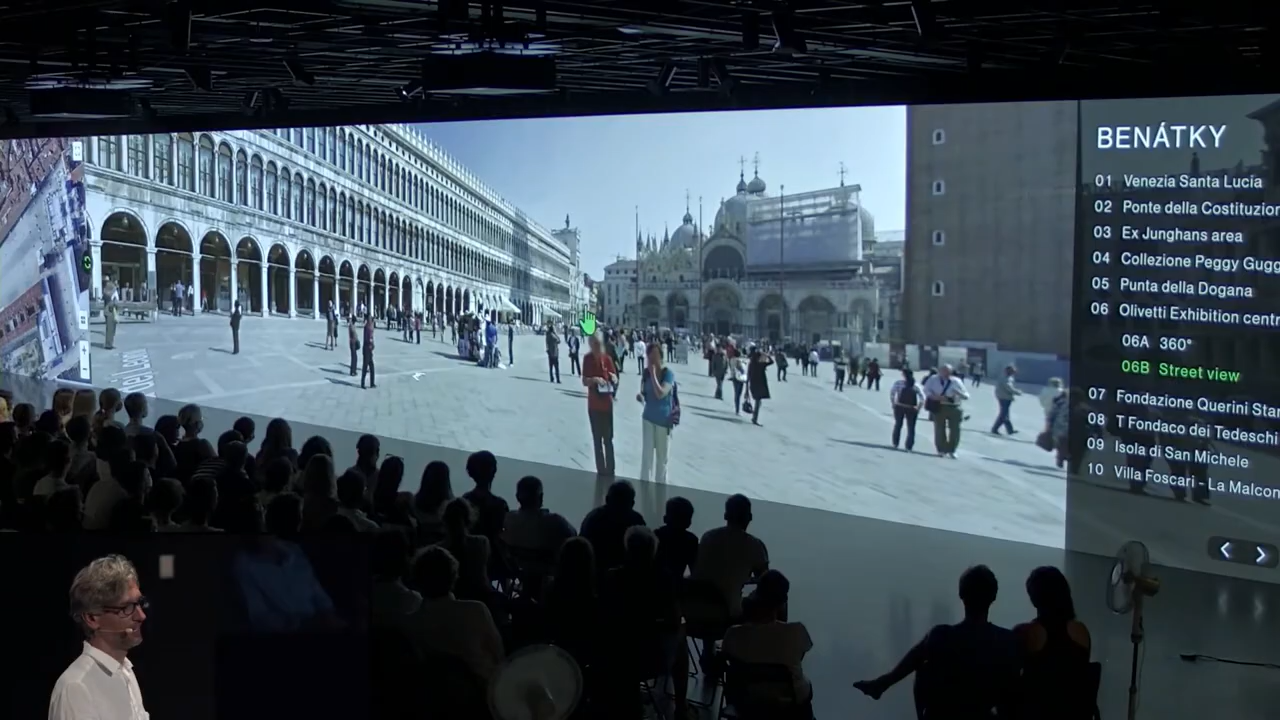 BENÁTKY
01 Venezia Santa Lucia
02 Ponte della Costituzion
03 Ex Junghans area
04 Collezione Peggy Gugg
05 Punta della Dogana
06 Olivetti Exhibition centr
06A 360°
06B Street view
07 Fondazione Querini Stam
08 T Fondaco dei Tedeschi
09 Isola di San Michele
10 Villa Foscari - La Malcon